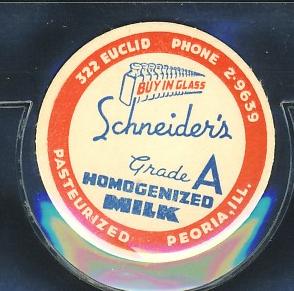 322 EUCLID PHONE 2-9639
BUY IN GLASS
Schneider's
Grade A
HOMOGENIZED
MILK
PASTEURIZED PEORIA, ILL.